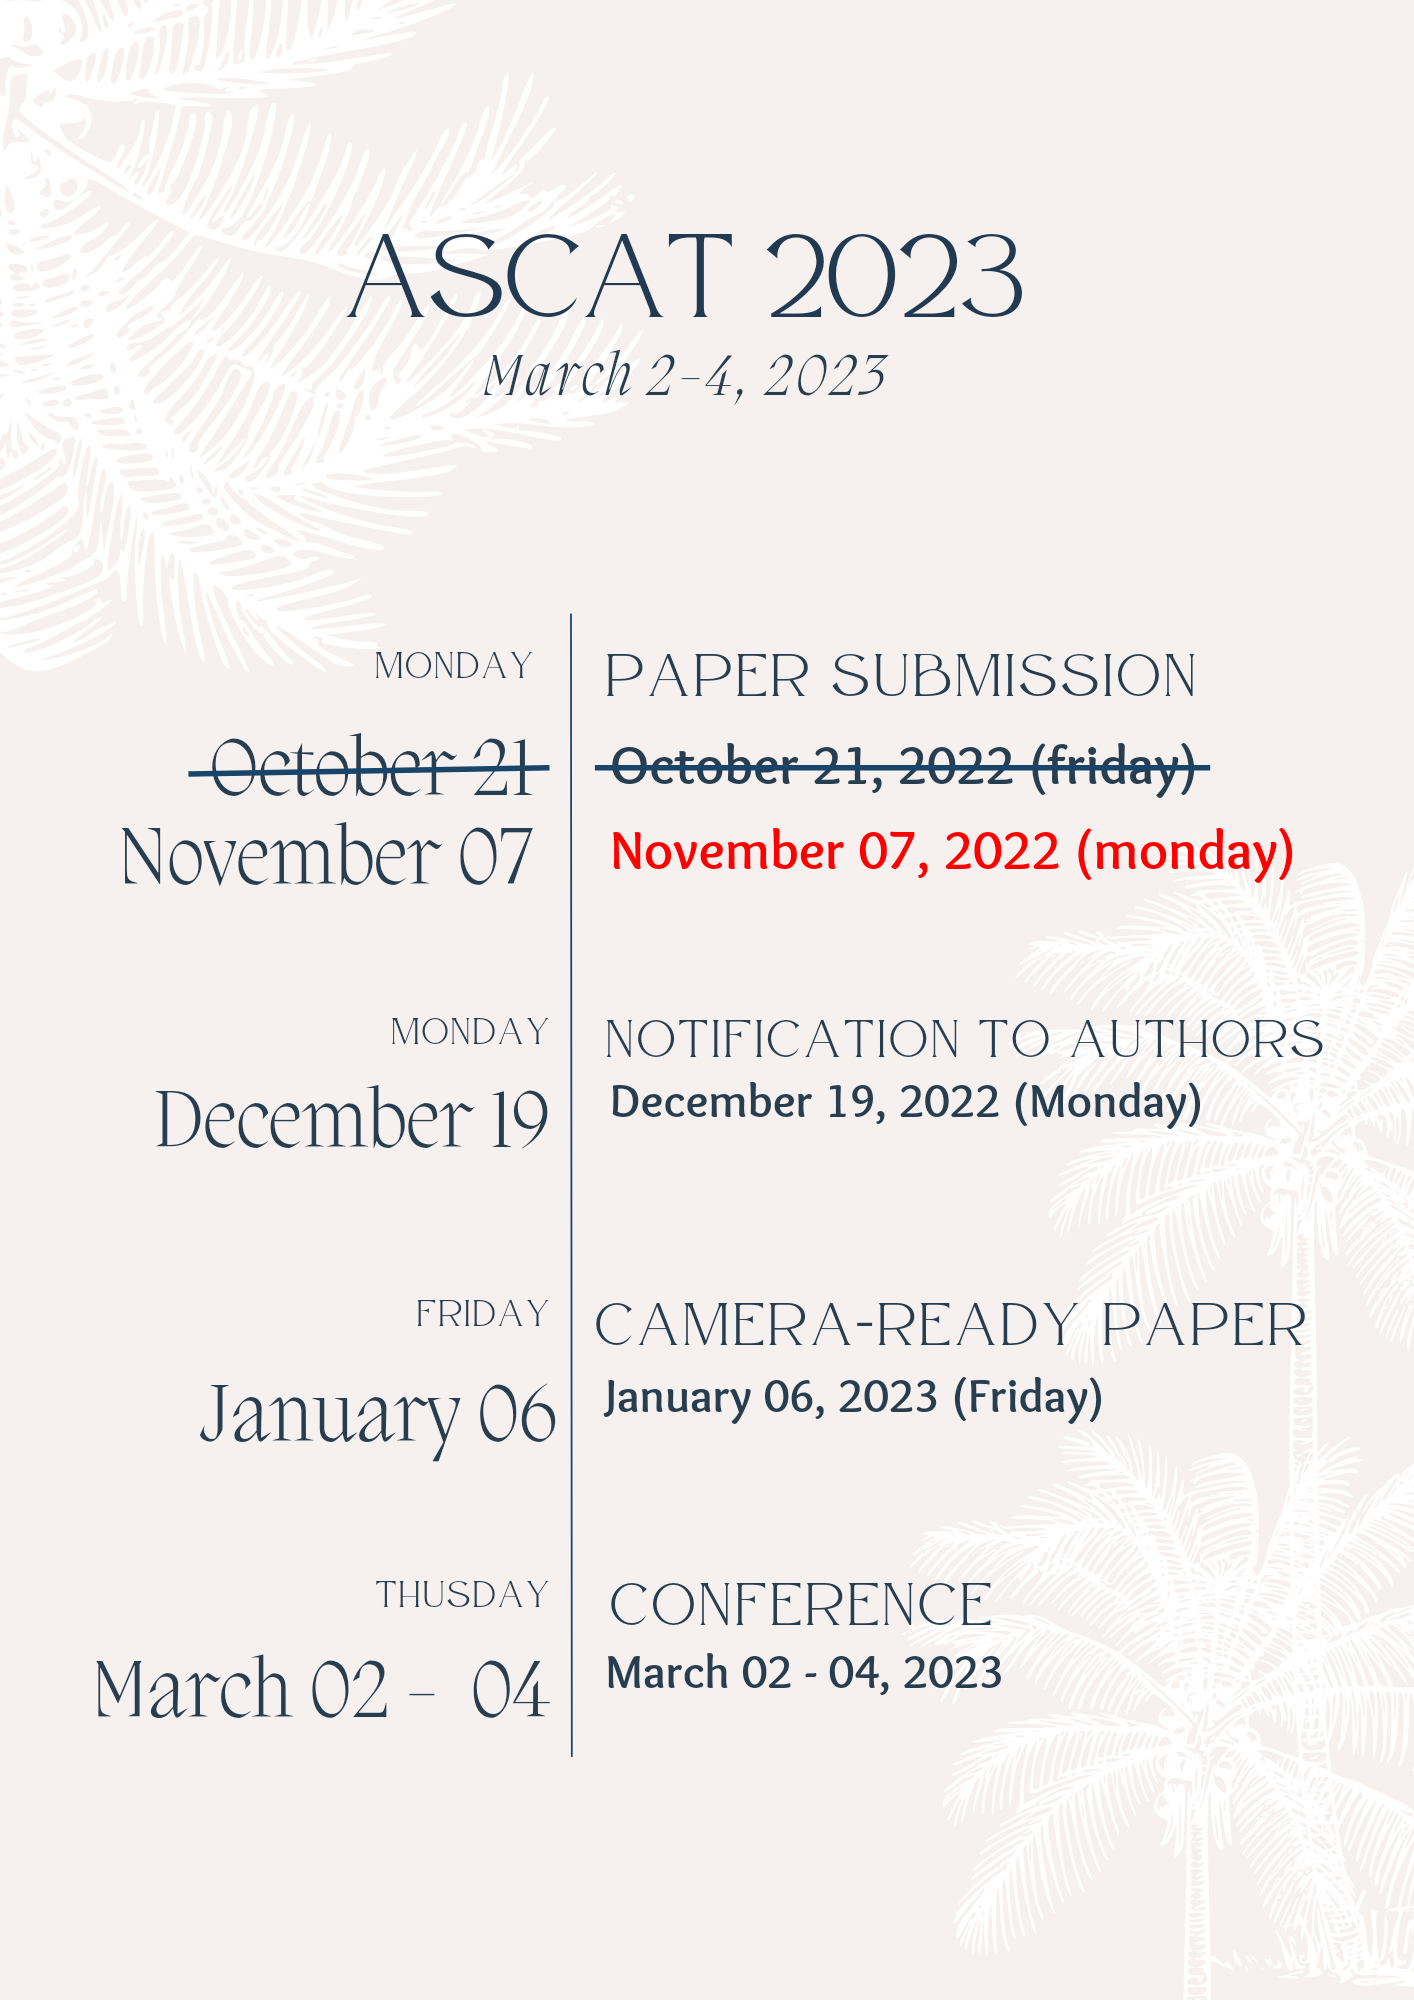 ASCAT 2023
March 2-4, 2023
MONDAY
October 21
November 07
PAPER SUBMISSION
October 21, 2022 (friday)
November 07, 2022 (monday)
MONDAY
December 19
NOTIFICATION TO AUTHORS
December 19, 2022 (Monday)
FRIDAY
January 06
CAMERA-READY PAPER
January 06, 2023 (Friday)
THUSDAY
March 02 - 04
CONFERENCE
March 02 - 04, 2023